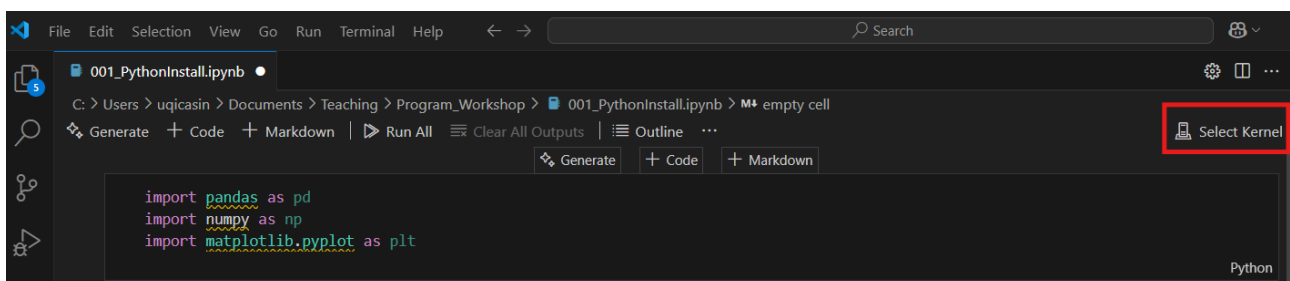 File Edit Selection View Go Run Terminal Help Search
001_PythonInstall.ipynb
5
C: > Users > uqicasin > Documents > Teaching > Program_Workshop > 001_PythonInstall.ipynb > M↓ empty cell
Generate + Code + Markdown Run All Clear All Outputs Outline ... Select Kernel
Generate + Code + Markdown
import pandas as pd
import numpy as np
import matplotlib.pyplot as plt
Python